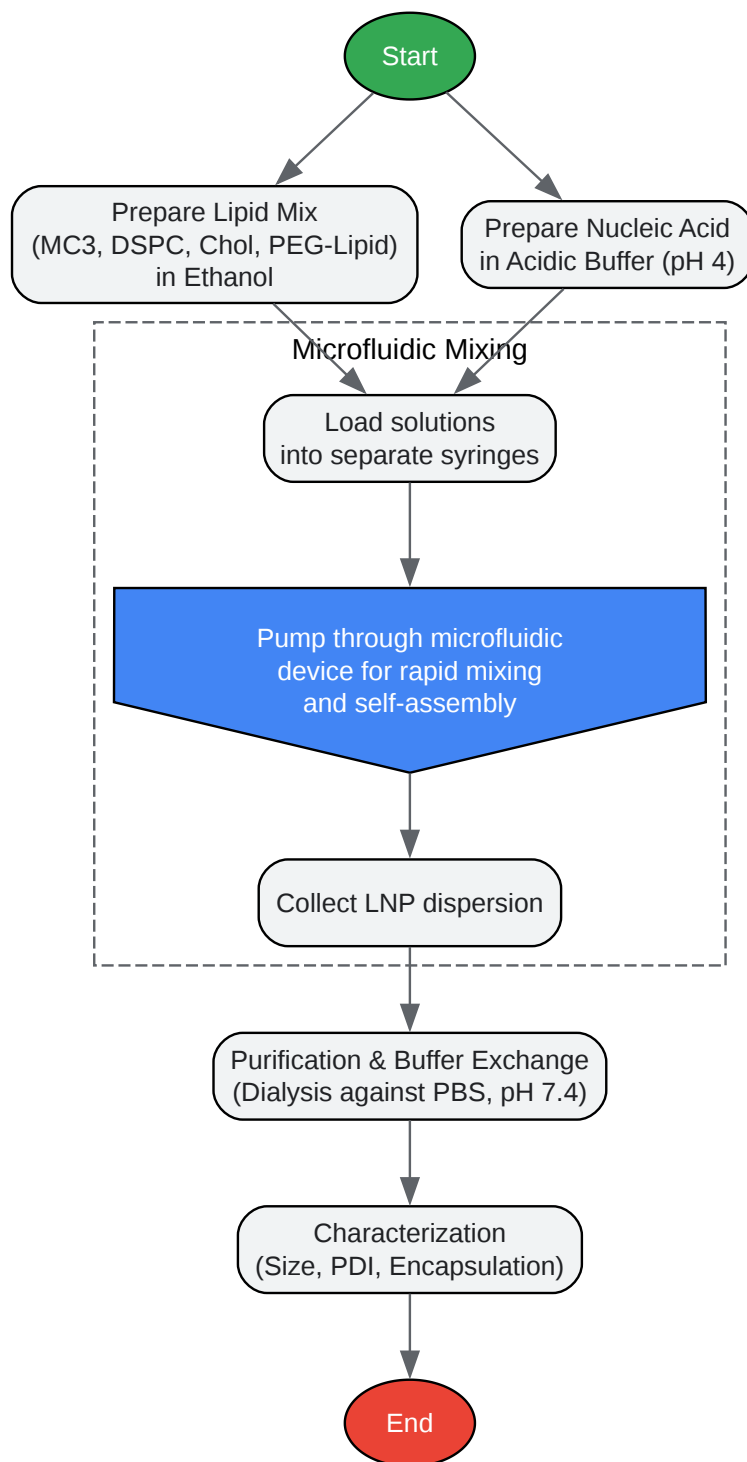 Start
Prepare Lipid Mix
(MC3, DSPC, Chol, PEG-Lipid)
in Ethanol
Prepare Nucleic Acid
in Acidic Buffer (pH 4)
Microfluidic Mixing
Load solutions
into separate syringes
Pump through microfluidic
device for rapid mixing
and self-assembly
Collect LNP dispersion
Purification & Buffer Exchange
(Dialysis against PBS, pH 7.4)
Characterization
(Size, PDI, Encapsulation)
End